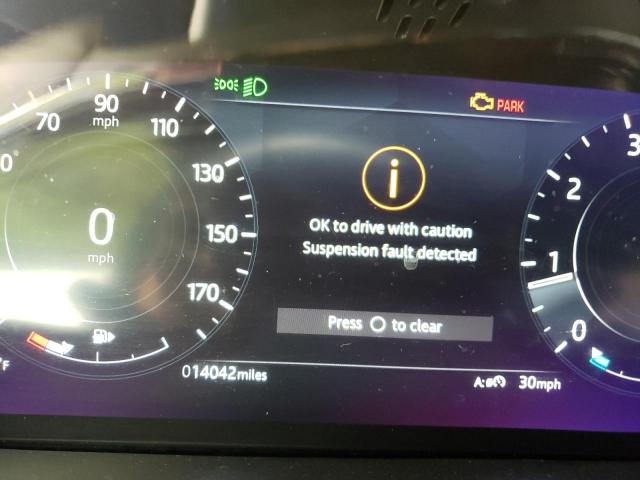 PARK
90
mph
70
110
130
150
170
0
mph
OK to drive with caution
Suspension fault detected
Press O to clear
014042miles
°F
A:
30mph
3
2
1
0